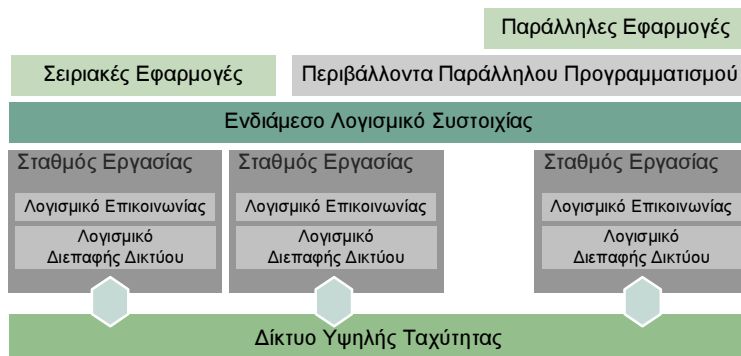 Παράλληλες Εφαρμογές
Σειριακές Εφαρμογές
Περιβάλλοντα Παράλληλου Προγραμματισμού
Ενδιάμεσο Λογισμικό Συστοιχίας
Σταθμός Εργασίας
Λογισμικό Επικοινωνίας
Λογισμικό
Διεπαφής Δικτύου
Σταθμός Εργασίας
Λογισμικό Επικοινωνίας
Λογισμικό
Διεπαφής Δικτύου
Σταθμός Εργασίας
Λογισμικό Επικοινωνίας
Λογισμικό
Διεπαφής Δικτύου
Δίκτυο Υψηλής Ταχύτητας